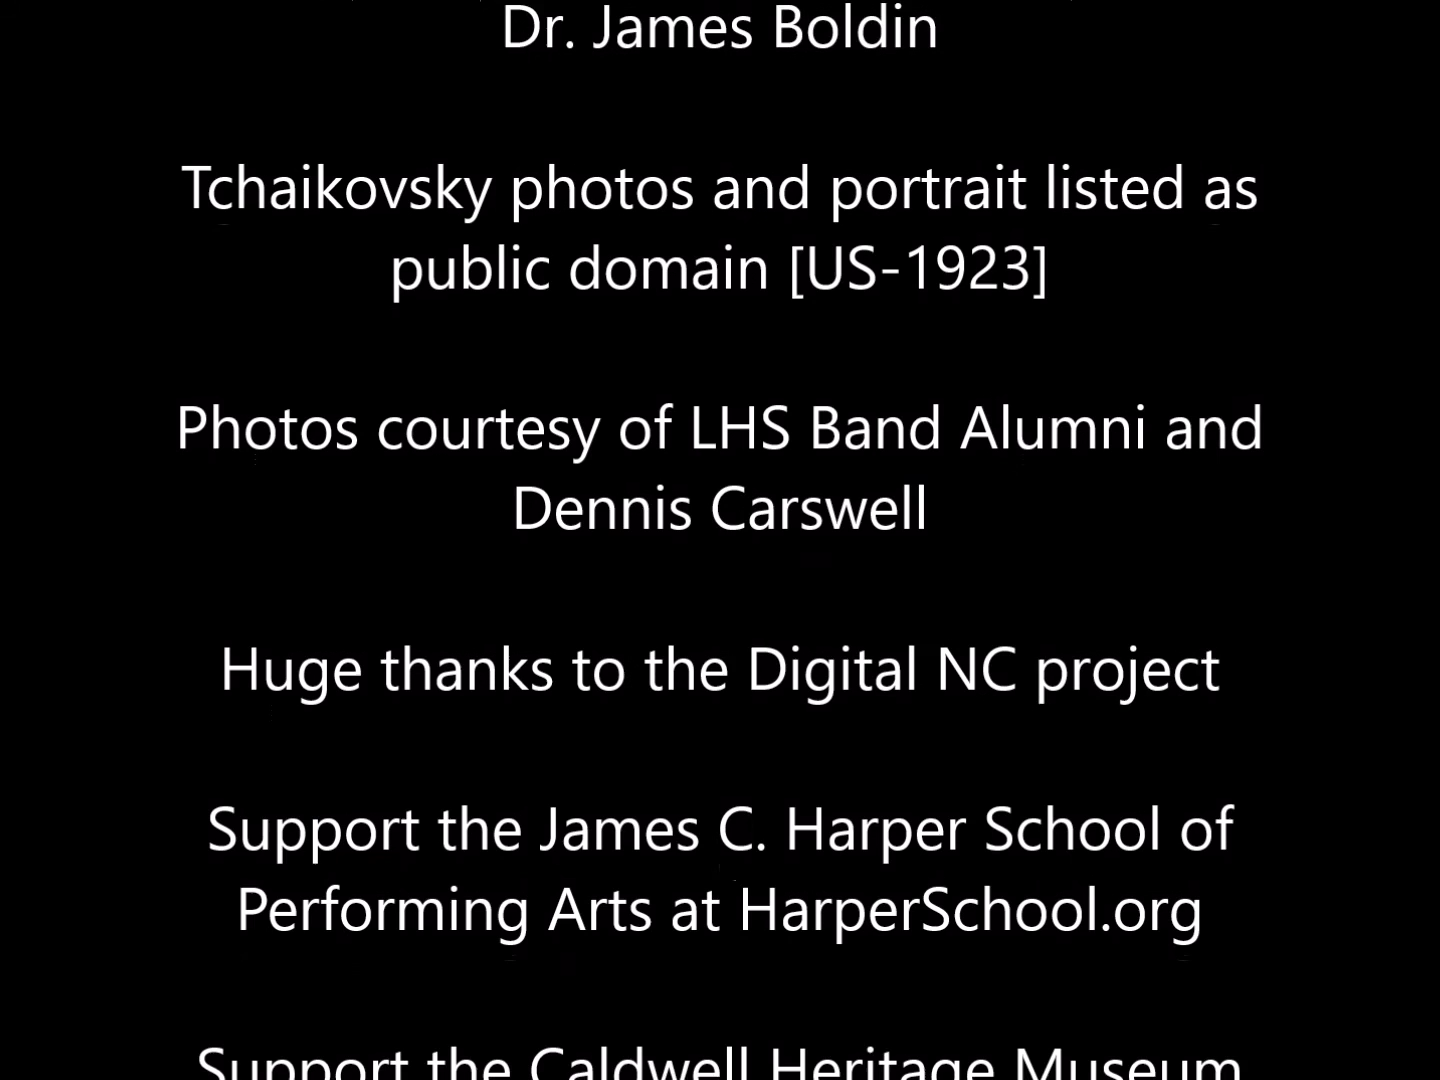 Dr. James Boldin
Tchaikovsky photos and portrait listed as
public domain [US-1923]
Photos courtesy of LHS Band Alumni and
Dennis Carswell
Huge thanks to the Digital NC project
Support the James C. Harper School of
Performing Arts at HarperSchool.org
Support the Caldwell Heritage Museum